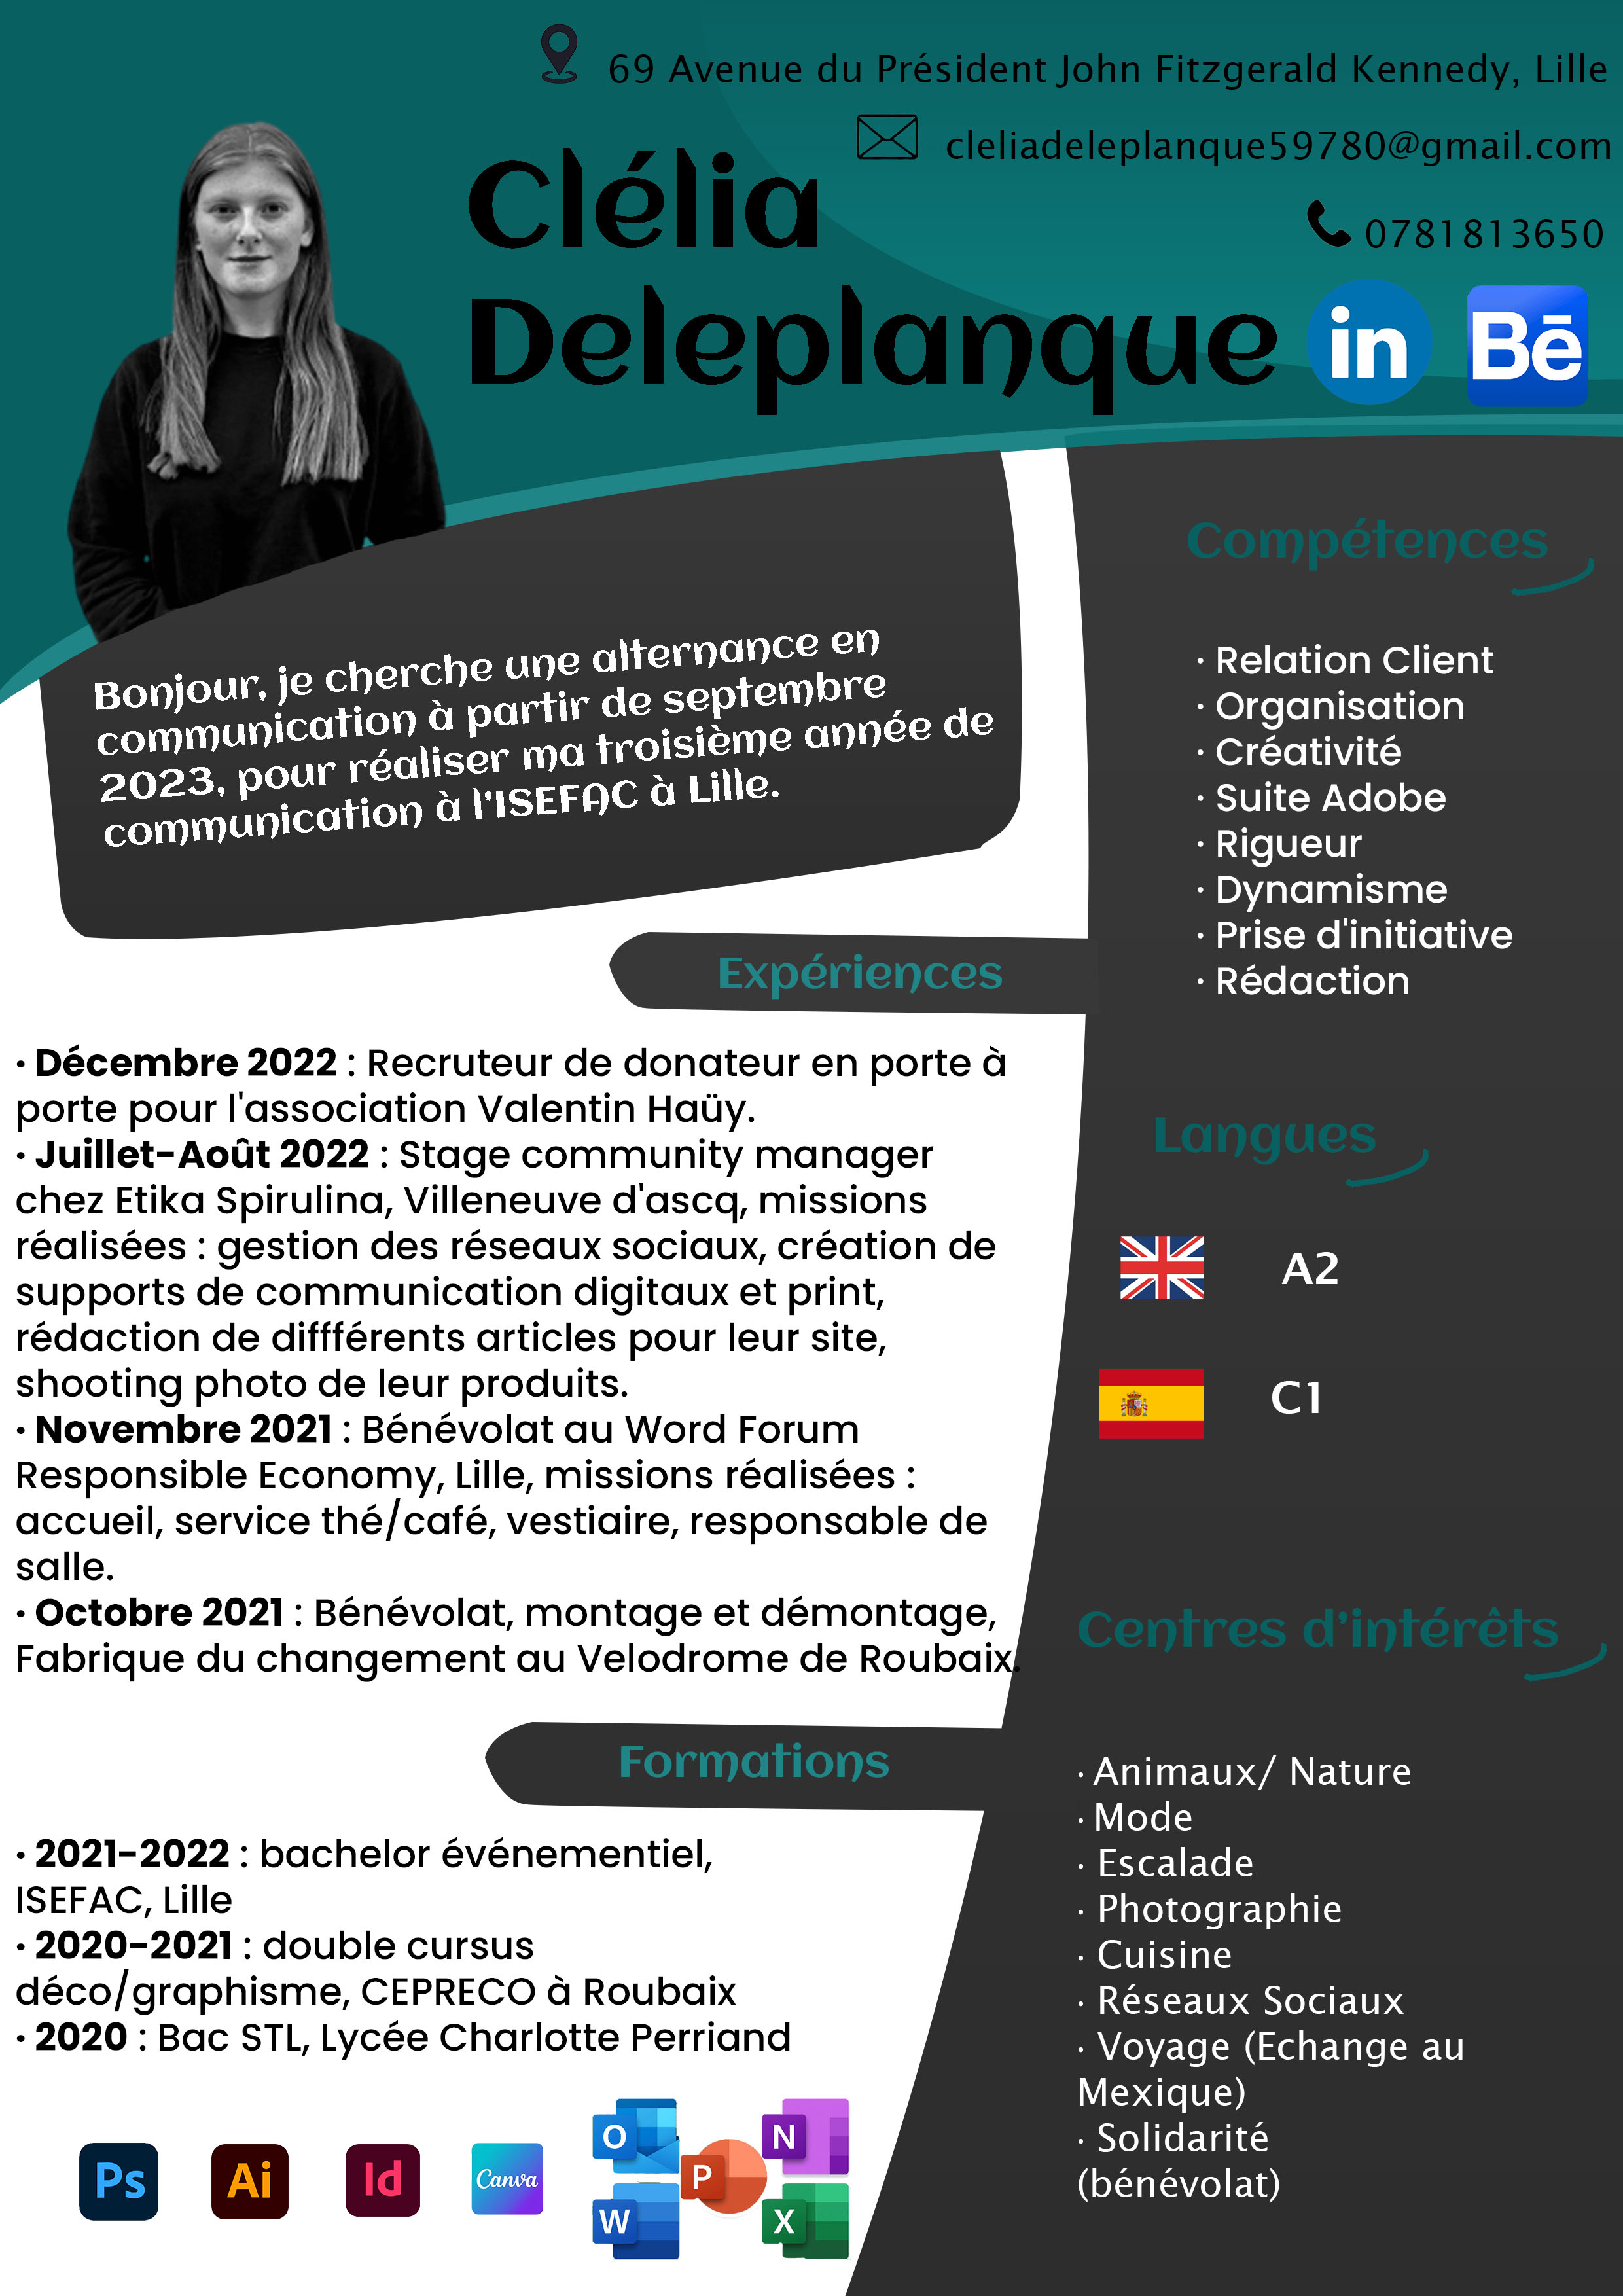 69 Avenue du Président John Fitzgerald Kennedy, Lille
cleliadeleplanque59780@gmail.com
0781813650
Clélia
Deleplanque
in
Bē
Bonjour, je cherche une alternance en
communication à partir de septembre
2023, pour réaliser ma troisième année de
communication à l'ISEFAC à Lille.
Expériences
· Décembre 2022 : Recruteur de donateur en porte à
porte pour l'association Valentin Haüy.
· Juillet-Août 2022 : Stage community manager
chez Etika Spirulina, Villeneuve d'ascq, missions
réalisées : gestion des réseaux sociaux, création de
supports de communication digitaux et print,
rédaction de diffférents articles pour leur site,
shooting photo de leur produits.
· Novembre 2021 : Bénévolat au Word Forum
Responsible Economy, Lille, missions réalisées :
accueil, service thé/café, vestiaire, responsable de
salle.
· Octobre 2021 : Bénévolat, montage et démontage,
Fabrique du changement au Velodrome de Roubaix.
Formations
· 2021-2022 : bachelor événementiel,
ISEFAC, Lille
· 2020-2021 : double cursus
déco/graphisme, CEPRECO à Roubaix
· 2020 : Bac STL, Lycée Charlotte Perriand
Ps
Ai
Id
Canva
O
N
P
W
X
Compétences
· Relation Client
· Organisation
· Créativité
· Suite Adobe
· Rigueur
· Dynamisme
· Prise d'initiative
· Rédaction
Langues
A2
C1
Centres d'intérêts
· Animaux/ Nature
· Mode
· Escalade
· Photographie
· Cuisine
· Réseaux Sociaux
· Voyage (Echange au
Mexique)
· Solidarité
(bénévolat)